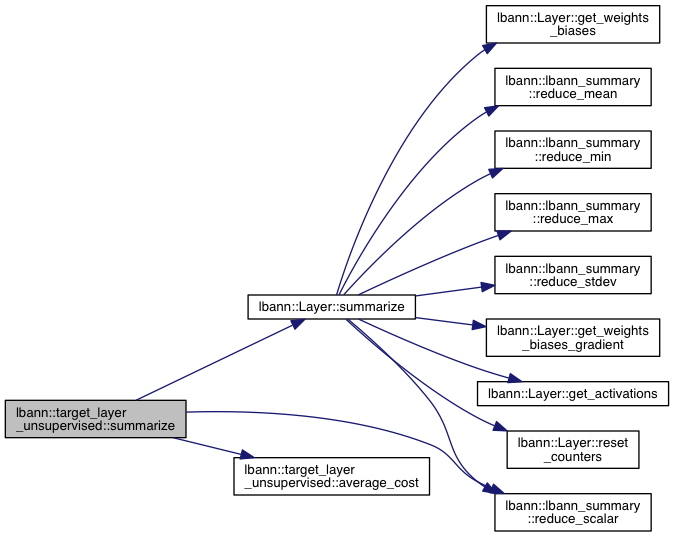 lbann::Layer::get_weights
_biases
lbann::lbann_summary
::reduce_mean
lbann::lbann_summary
::reduce_min
lbann::lbann_summary
::reduce_max
lbann::lbann_summary
::reduce_stdev
lbann::Layer::summarize
lbann::Layer::get_weights
_biases_gradient
lbann::Layer::get_activations
lbann::target_layer
_unsupervised::summarize
lbann::Layer::reset
_counters
lbann::target_layer
_unsupervised::average_cost
lbann::lbann_summary
::reduce_scalar